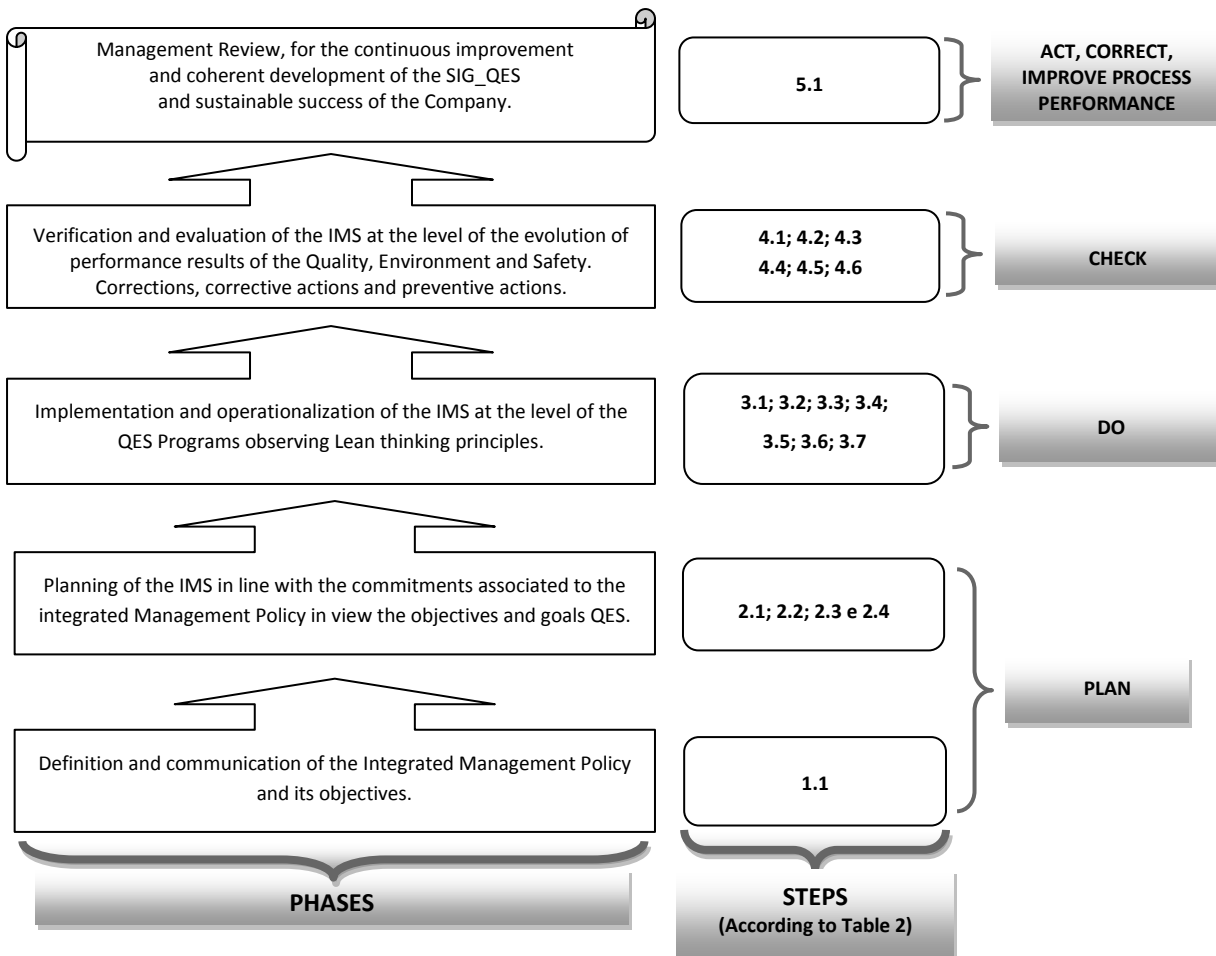 Management Review, for the continuous improvement
and coherent development of the SIG_QES
and sustainable success of the Company.
5.1
ACT, CORRECT,
IMPROVE PROCESS
PERFORMANCE
Verification and evaluation of the IMS at the level of the evolution of
performance results of the Quality, Environment and Safety.
Corrections, corrective actions and preventive actions.
4.1; 4.2; 4.3
4.4; 4.5; 4.6
CHECK
Implementation and operationalization of the IMS at the level of the
QES Programs observing Lean thinking principles.
3.1; 3.2; 3.3; 3.4;
3.5; 3.6; 3.7
DO
Planning of the IMS in line with the commitments associated to the
integrated Management Policy in view the objectives and goals QES.
2.1; 2.2; 2.3 e 2.4
PLAN
Definition and communication of the Integrated Management Policy
and its objectives.
1.1
PHASES
STEPS
(According to Table 2)